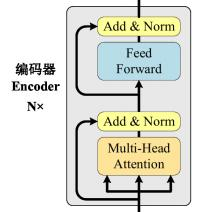 Add & Norm
Feed
Forward
编码器
Encoder
N×
Add & Norm
Multi-Head
Attention